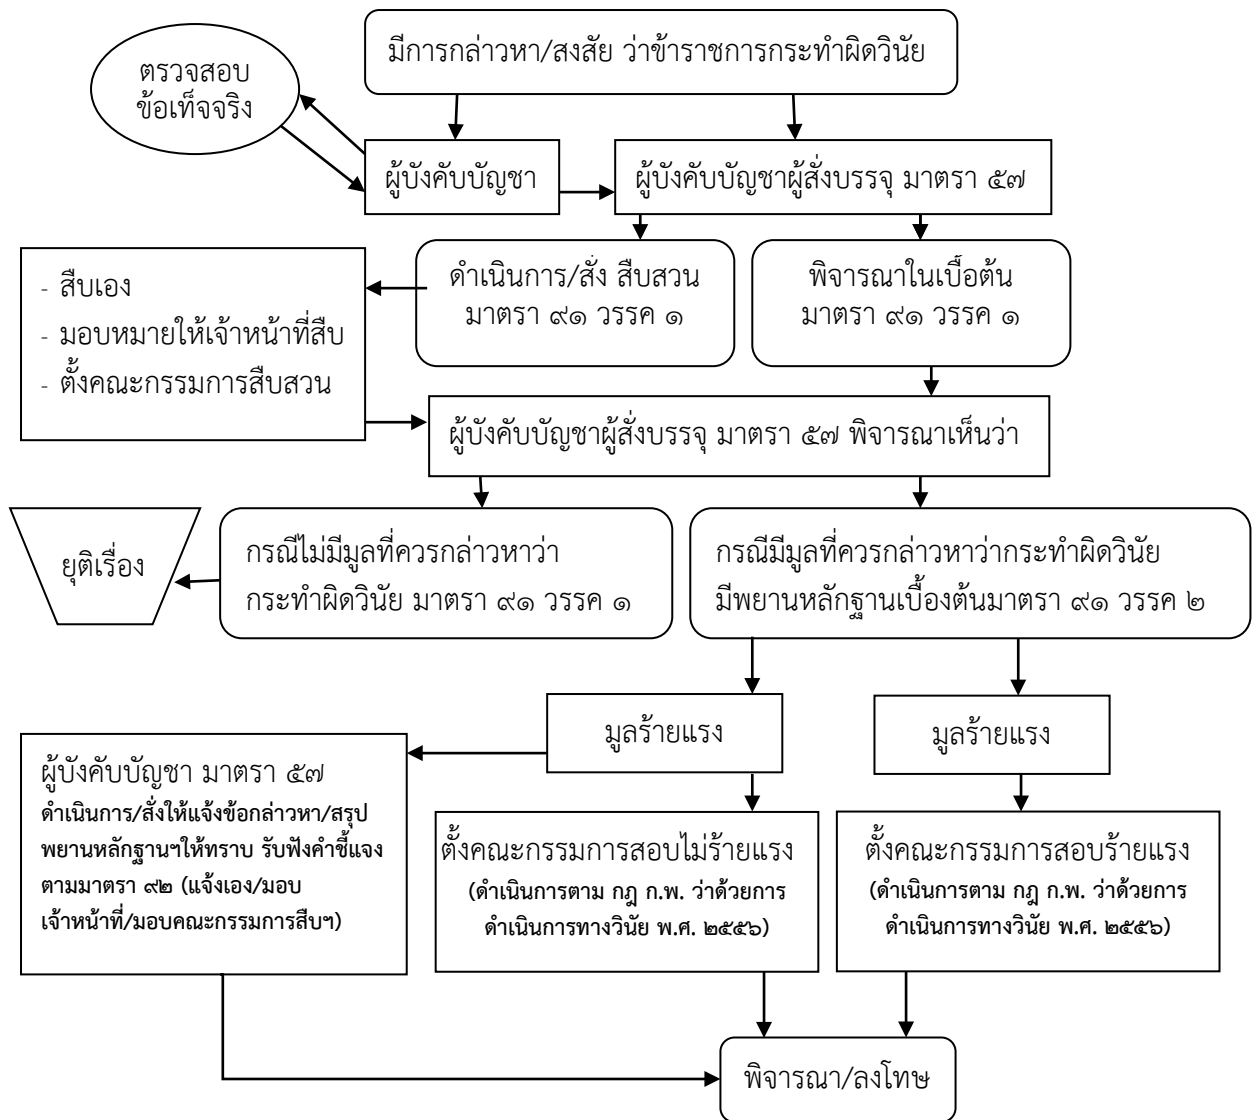 มีการกล่าวหา/สงสัย ว่าข้าราชการกระทำผิดวินัย
ตรวจสอบ
ข้อเท็จจริง
ผู้บังคับบัญชา
ผู้บังคับบัญชาผู้สั่งบรรจุ มาตรา ๕๗
- สืบเอง
- มอบหมายให้เจ้าหน้าที่สืบ
- ตั้งคณะกรรมการสืบสวน
ดำเนินการ/สั่ง สืบสวน
มาตรา ๙๑ วรรค ๑
พิจารณาในเบื้อต้น
มาตรา ๙๑ วรรค ๑
ผู้บังคับบัญชาผู้สั่งบรรจุ มาตรา ๕๗ พิจารณาเห็นว่า
ยุติเรื่อง
กรณีไม่มีมูลที่ควรกล่าวหาว่า
กระทำผิดวินัย มาตรา ๙๑ วรรค ๑
กรณีมีมูลที่ควรกล่าวหาว่ากระทำผิดวินัย
มีพยานหลักฐานเบื้องต้นมาตรา ๙๑ วรรค ๒
มูลร้ายแรง
มูลร้ายแรง
ผู้บังคับบัญชา มาตรา ๕๗
ดำเนินการ/สั่งให้แจ้งข้อกล่าวหา/สรุป
พยานหลักฐานฯให้ทราบ รับฟังคำชี้แจง
ตามมาตรา ๙๒ (แจ้งเอง/มอบ
เจ้าหน้าที่/มอบคณะกรรมการสืบฯ)
ตั้งคณะกรรมการสอบไม่ร้ายแรง
(ดำเนินการตาม กฎ ก.พ. ว่าด้วยการ
ดำเนินการทางวินัย พ.ศ. ๒๕๕๖)
ตั้งคณะกรรมการสอบร้ายแรง
(ดำเนินการตาม กฎ ก.พ. ว่าด้วยการ
ดำเนินการทางวินัย พ.ศ. ๒๕๕๖)
พิจารณา/ลงโทษ